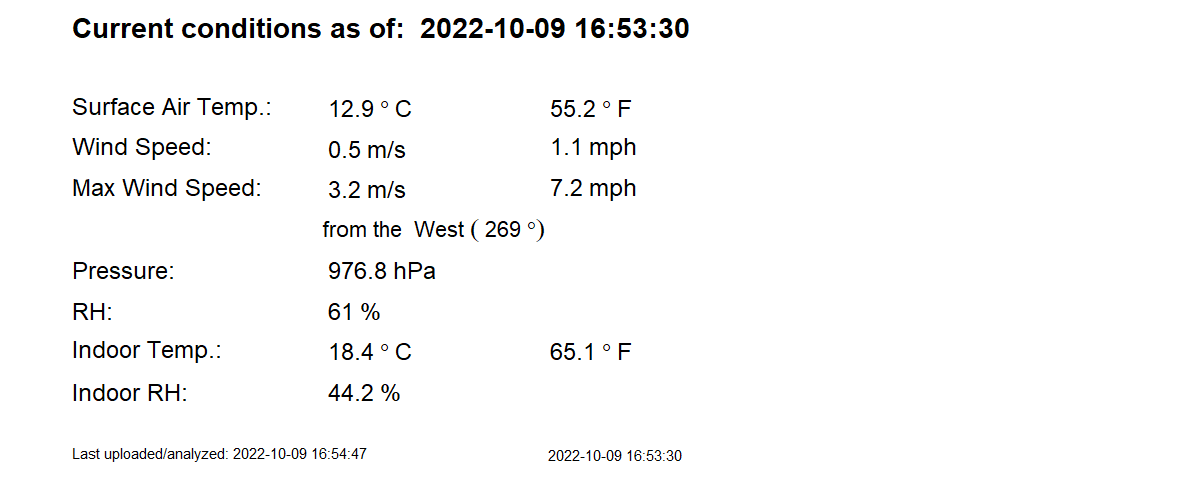 Current conditions as of:  2022-10-09 16:53:30
Surface Air Temp.: 12.9 ° C 55.2 ° F
Wind Speed: 0.5 m/s 1.1 mph
Max Wind Speed: 3.2 m/s 7.2 mph
from the  West ( 269 °)
Pressure: 976.8 hPa
RH: 61 %
Indoor Temp.: 18.4 ° C 65.1 ° F
Indoor RH: 44.2 %
Last uploaded/analyzed: 2022-10-09 16:54:47 2022-10-09 16:53:30